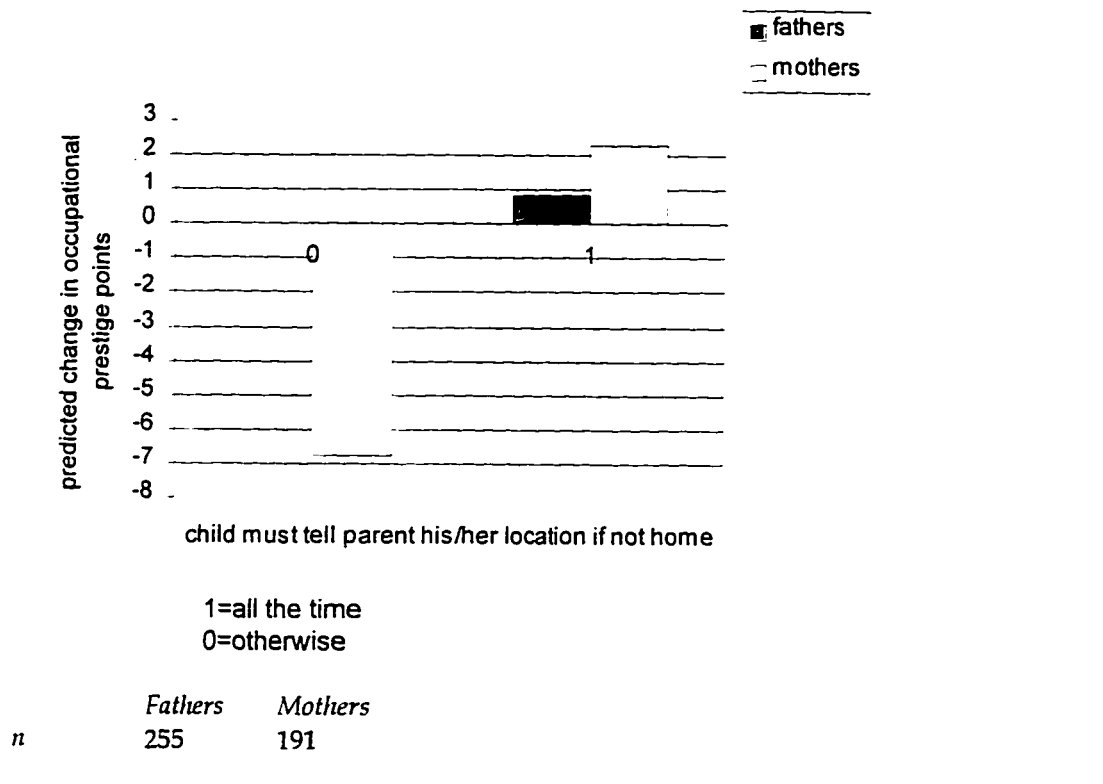 fathers
mothers
3
2
1
0
-1
-2
-3
-4
-5
-6
-7
-8
predicted change in occupational
prestige points
0
1
child must tell parent his/her location if not home
1=all the time
0=otherwise
Fathers Mothers
n 255 191